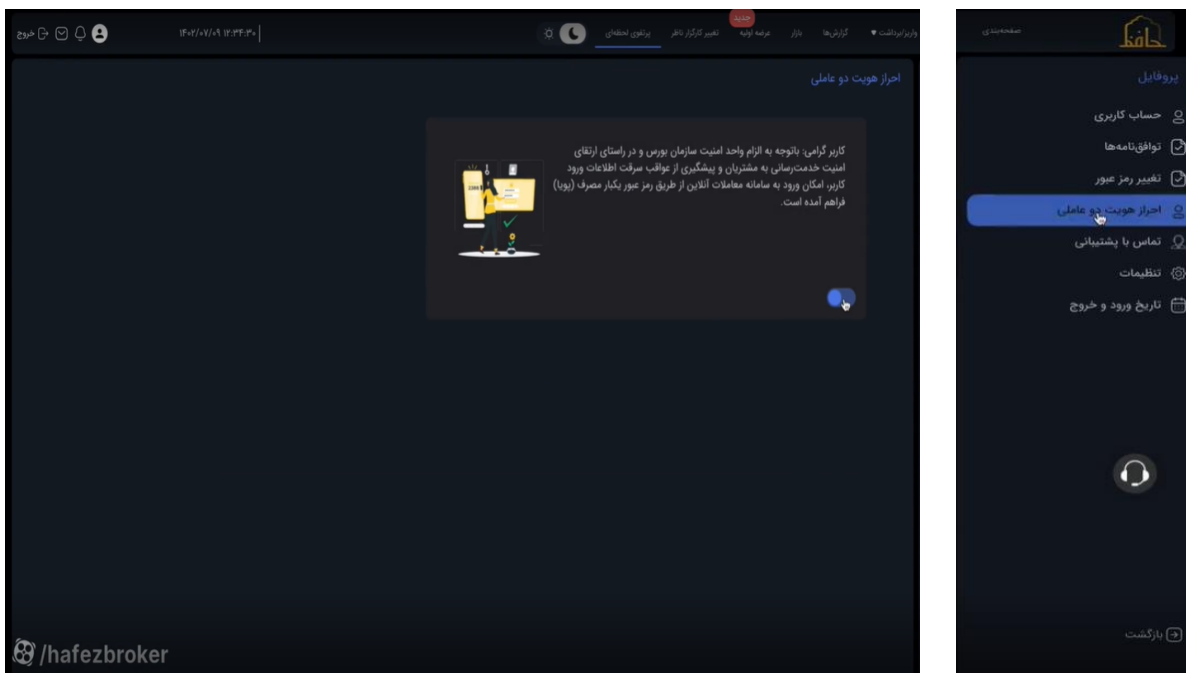 حافظ
صفحه‌بندی
واریز/برداشت ▼
گزارش‌ها
بازار
عرضه اولیه
جدید
تغییر کارگزار ناظر
پرتفوی لحظه‌ای
۱۴۰۲/۰۷/۰۹ ۱۲:۳۴:۳۰
خروج
پروفایل
حساب کاربری
توافق‌نامه‌ها
تغییر رمز عبور
احراز هویت دو عاملی
تماس با پشتیبانی
تنظیمات
تاریخ ورود و خروج
بازگشت
احراز هویت دو عاملی
کاربر گرامی: باتوجه به الزام واحد امنیت سازمان بورس و در راستای ارتقای
امنیت خدمت‌رسانی به مشتریان و پیشگیری از عواقب سرقت اطلاعات ورود
کاربر، امکان ورود به سامانه معاملات آنلاین از طریق رمز عبور یکبار مصرف (پویا)
فراهم آمده است.
/hafezbroker